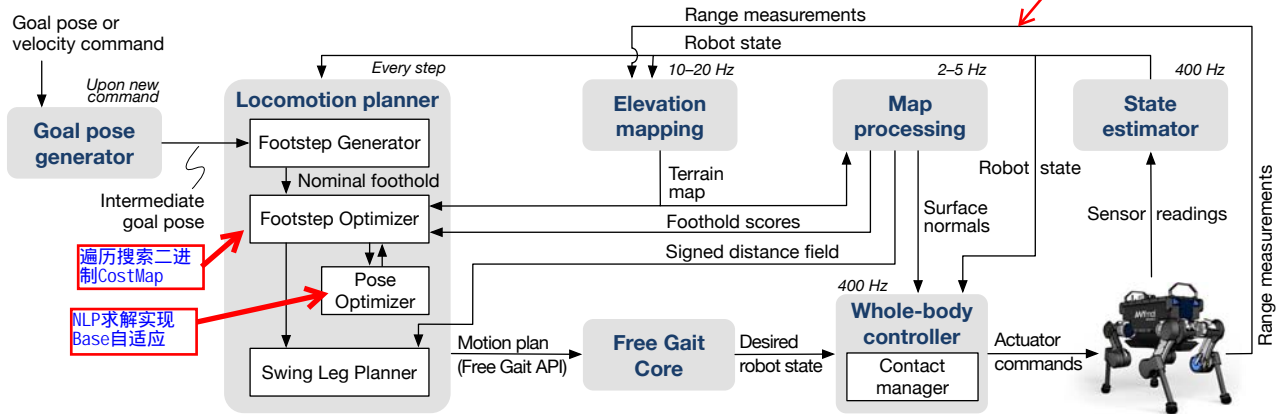 Goal pose or
velocity command
Upon new
command
Goal pose
generator
Intermediate
goal pose
Every step
Locomotion planner
Footstep Generator
Nominal foothold
Footstep Optimizer
Pose
Optimizer
Swing Leg Planner
遍历搜索二进
制CostMap
NLP求解实现
Base自适应
Range measurements
Robot state
10–20 Hz
Elevation
mapping
2–5 Hz
Map
processing
400 Hz
State
estimator
Terrain
map
Foothold scores
Signed distance field
Surface
normals
Robot state
Sensor readings
Range measurements
Motion plan
(Free Gait API)
Free Gait
Core
Desired
robot state
400 Hz
Whole-body
controller
Contact
manager
Actuator
commands